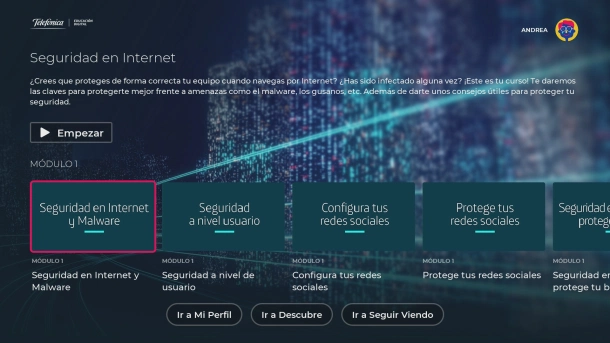 Telefónica
EDUCACIÓN
DIGITAL
ANDREA
Seguridad en Internet
¿Crees que proteges de forma correcta tu equipo cuando navegas por Internet? ¿Has sido infectado alguna vez? ¡Este es tu curso! Te daremos
las claves para protegerte mejor frente a amenazas como el malware, los gusanos, etc. Además de darte unos consejos útiles para proteger tu
seguridad.
Empezar
MÓDULO 1
Seguridad en Internet
y Malware
Seguridad
a nivel usuario
Configura tus
redes sociales
Protege tus
redes sociales
Seguridad e
proteg
MÓDULO 1
Seguridad en Internet y
Malware
MÓDULO 1
Seguridad a nivel de
usuario
MÓDULO 1
Configura tus redes
sociales
MÓDULO 1
Protege tus redes sociales
MÓDULO 1
Seguridad en
protege tu b
Ir a Mi Perfil
Ir a Descubre
Ir a Seguir Viendo